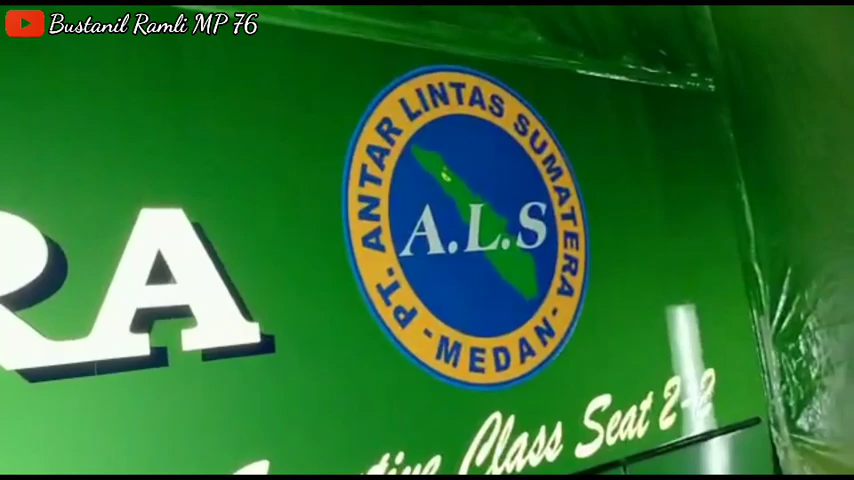 Bustanil Ramli MP 76
PT. ANTAR LINTAS SUMATERA
A.L.S
- MEDAN -
RA
Class Seat 2-2